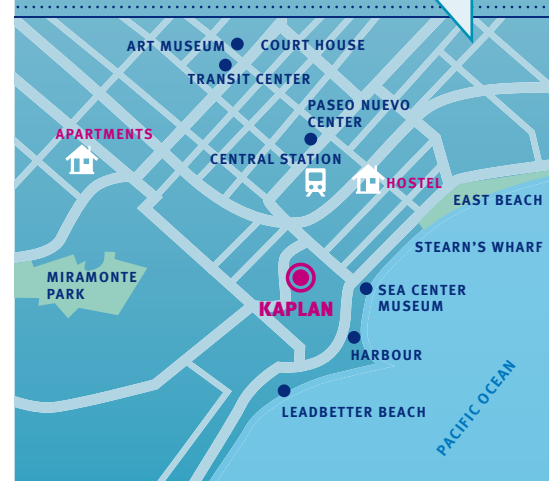 ART MUSEUM
COURT HOUSE
TRANSIT CENTER
PASEO NUEVO
CENTER
APARTMENTS
CENTRAL STATION
HOSTEL
EAST BEACH
STEARN'S WHARF
MIRAMONTE
PARK
KAPLAN
SEA CENTER
MUSEUM
HARBOUR
LEADBETTER BEACH
PACIFIC OCEAN